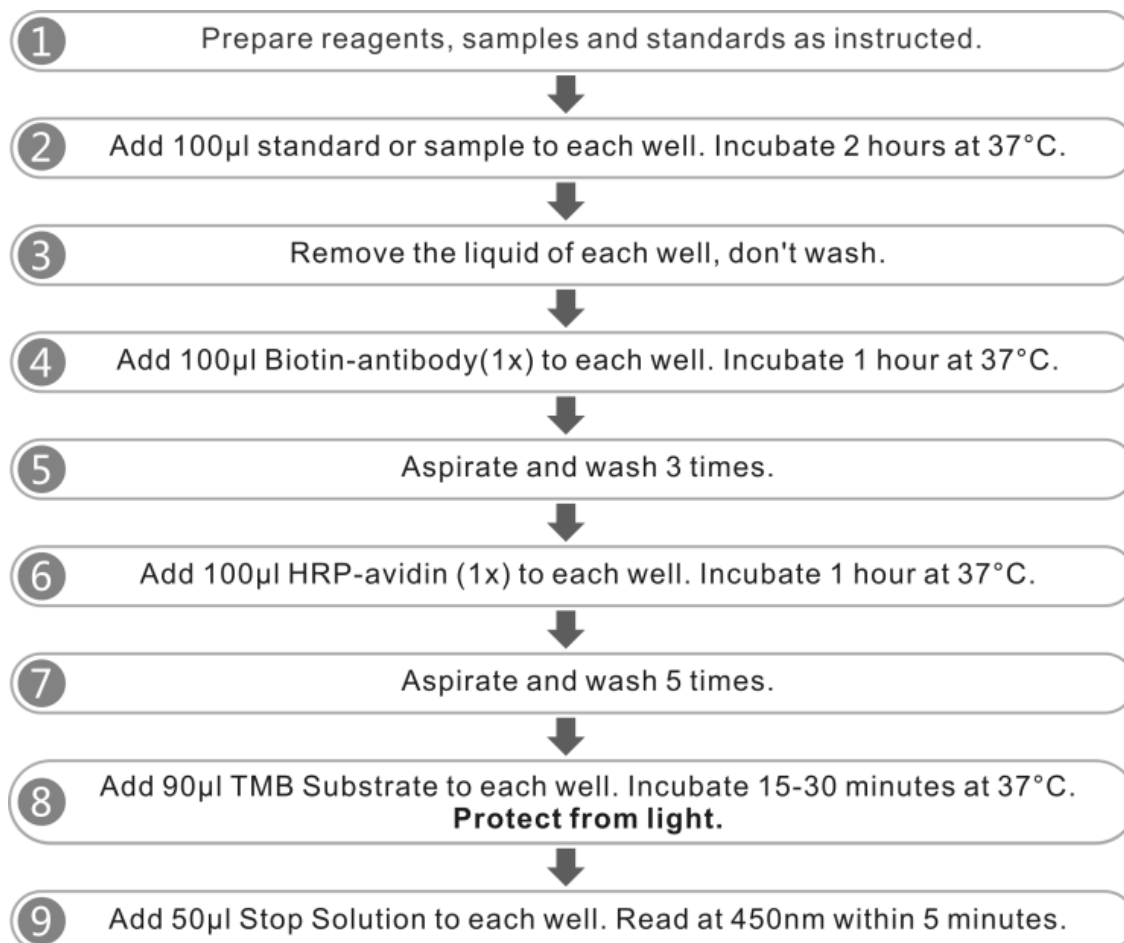 1 Prepare reagents, samples and standards as instructed.
2 Add 100μl standard or sample to each well. Incubate 2 hours at 37°C.
3 Remove the liquid of each well, don't wash.
4 Add 100μl Biotin-antibody(1x) to each well. Incubate 1 hour at 37°C.
5 Aspirate and wash 3 times.
6 Add 100μl HRP-avidin (1x) to each well. Incubate 1 hour at 37°C.
7 Aspirate and wash 5 times.
8 Add 90μl TMB Substrate to each well. Incubate 15-30 minutes at 37°C.
Protect from light.
9 Add 50μl Stop Solution to each well. Read at 450nm within 5 minutes.